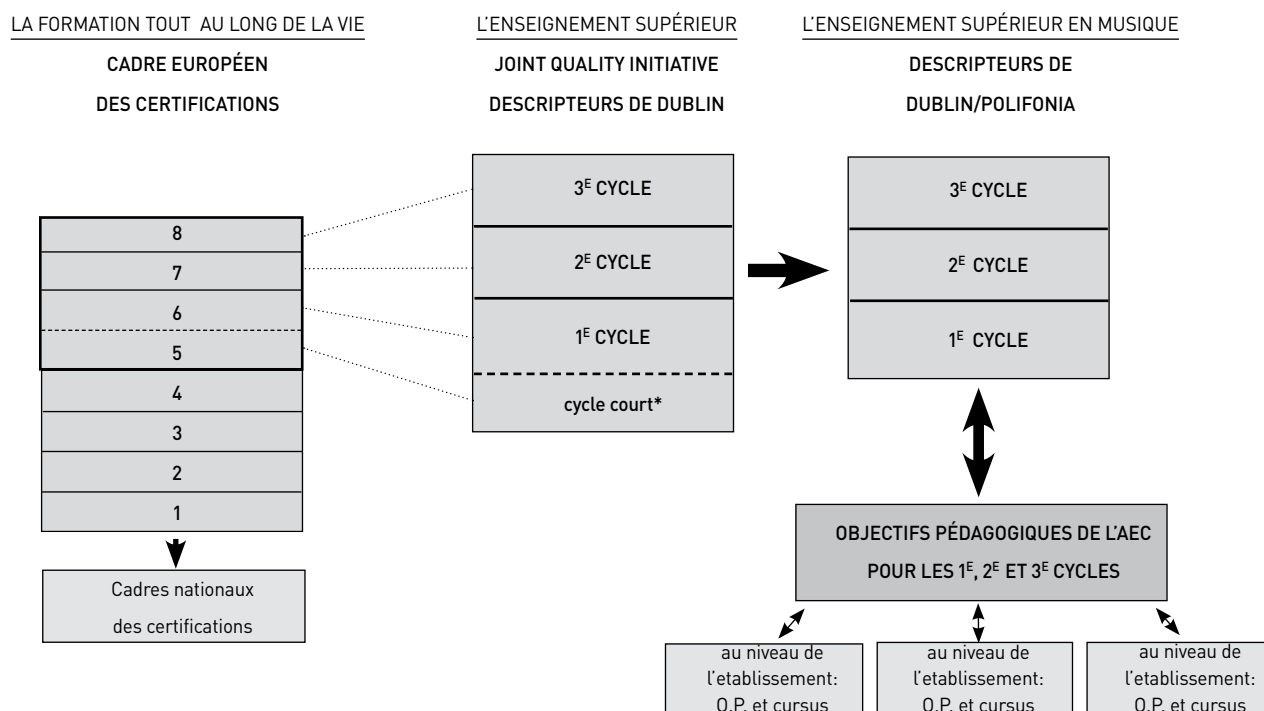 LA FORMATION TOUT AU LONG DE LA VIE
CADRE EUROPÉEN
DES CERTIFICATIONS
8
7
6
5
4
3
2
1
Cadres nationaux
des certifications
L'ENSEIGNEMENT SUPÉRIEUR
JOINT QUALITY INITIATIVE
DESCRIPTEURS DE DUBLIN
3E CYCLE
2E CYCLE
1E CYCLE
cycle court*
L'ENSEIGNEMENT SUPÉRIEUR EN MUSIQUE
DESCRIPTEURS DE
DUBLIN/POLIFONIA
3E CYCLE
2E CYCLE
1E CYCLE
OBJECTIFS PÉDAGOGIQUES DE L'AEC
POUR LES 1E, 2E ET 3E CYCLES
au niveau de
l'etablissement:
O.P. et cursus
au niveau de
l'etablissement:
O.P. et cursus
au niveau de
l'etablissement:
O.P. et cursus